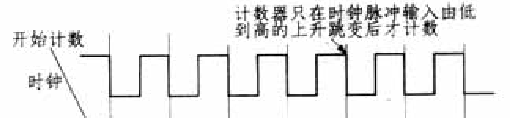 计数器只在时钟脉冲输入由低
到高的上升跳变后才计数
开始计数
时钟